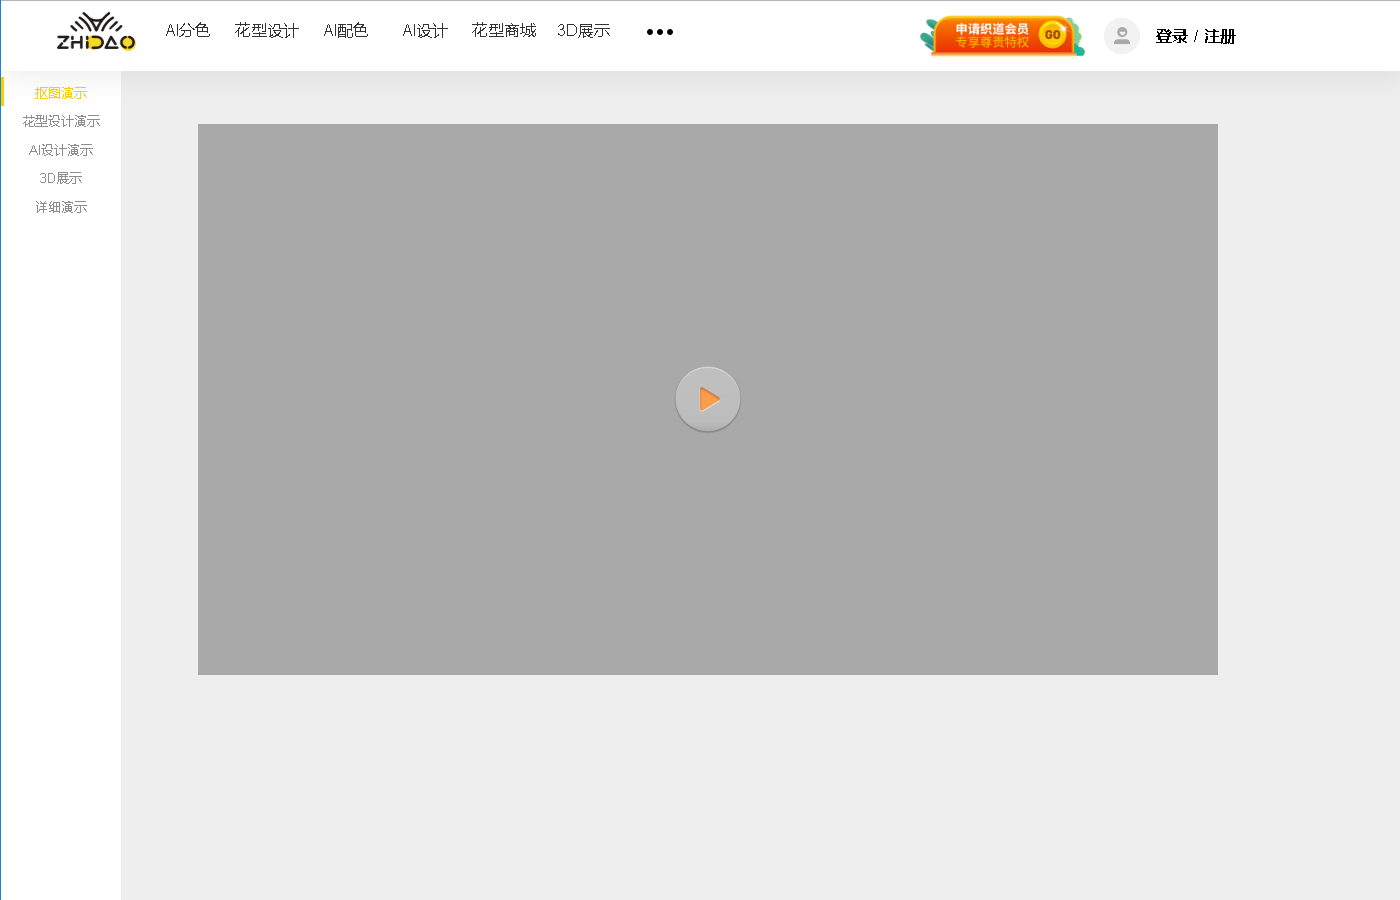 ZHIDAO
AI分色 花型设计 AI配色 AI设计 花型商城 3D展示 •••
申请织道会员
专享尊贵特权
GO
登录 / 注册
抠图演示
花型设计演示
AI设计演示
3D展示
详细演示